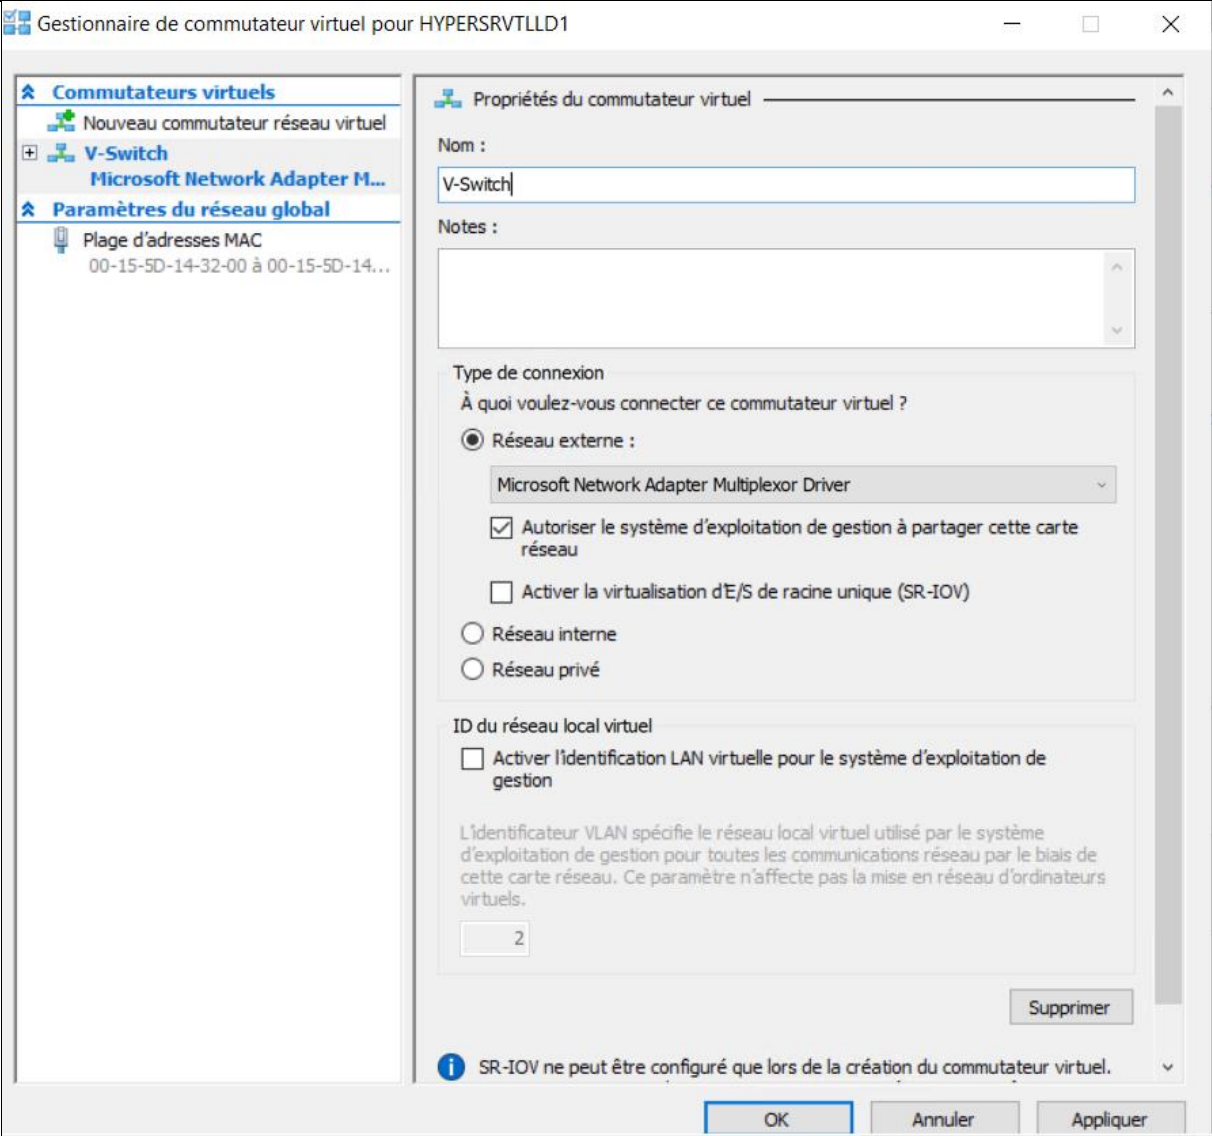 Gestionnaire de commutateur virtuel pour HYPERSRVTLLD1
Commutateurs virtuels
Nouveau commutateur réseau virtuel
V-Switch
Microsoft Network Adapter M...
Paramètres du réseau global
Plage d'adresses MAC
00-15-5D-14-32-00 à 00-15-5D-14...
Propriétés du commutateur virtuel
Nom :
V-Switch
Notes :
Type de connexion
À quoi voulez-vous connecter ce commutateur virtuel ?
Réseau externe :
Microsoft Network Adapter Multiplexor Driver
Autoriser le système d'exploitation de gestion à partager cette carte
réseau
Activer la virtualisation d'E/S de racine unique (SR-IOV)
Réseau interne
Réseau privé
ID du réseau local virtuel
Activer l'identification LAN virtuelle pour le système d'exploitation de
gestion
L'identificateur VLAN spécifie le réseau local virtuel utilisé par le système
d'exploitation de gestion pour toutes les communications réseau par le biais de
cette carte réseau. Ce paramètre n'affecte pas la mise en réseau d'ordinateurs
virtuels.
2
Supprimer
SR-IOV ne peut être configuré que lors de la création du commutateur virtuel.
OK
Annuler
Appliquer